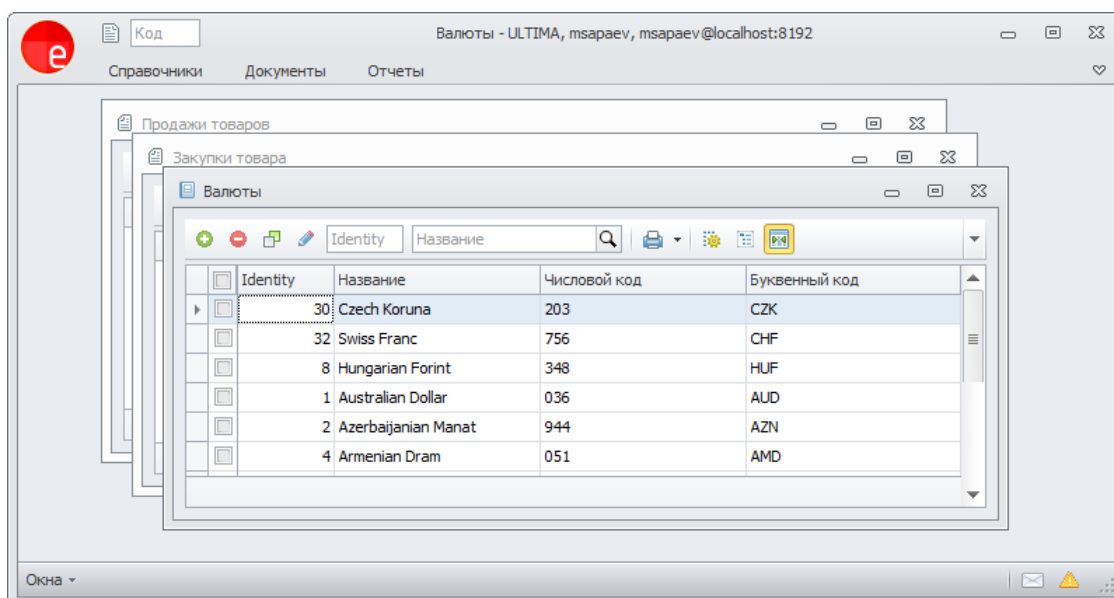 Код
Валюты - ULTIMA, msapaev, msapaev@localhost:8192
Справочники Документы Отчеты
Продажи товаров
Закупки товара
Валюты
Identity Название
Identity Название Числовой код Буквенный код
30 Czech Koruna 203 CZK
32 Swiss Franc 756 CHF
8 Hungarian Forint 348 HUF
1 Australian Dollar 036 AUD
2 Azerbaijanian Manat 944 AZN
4 Armenian Dram 051 AMD
Окна